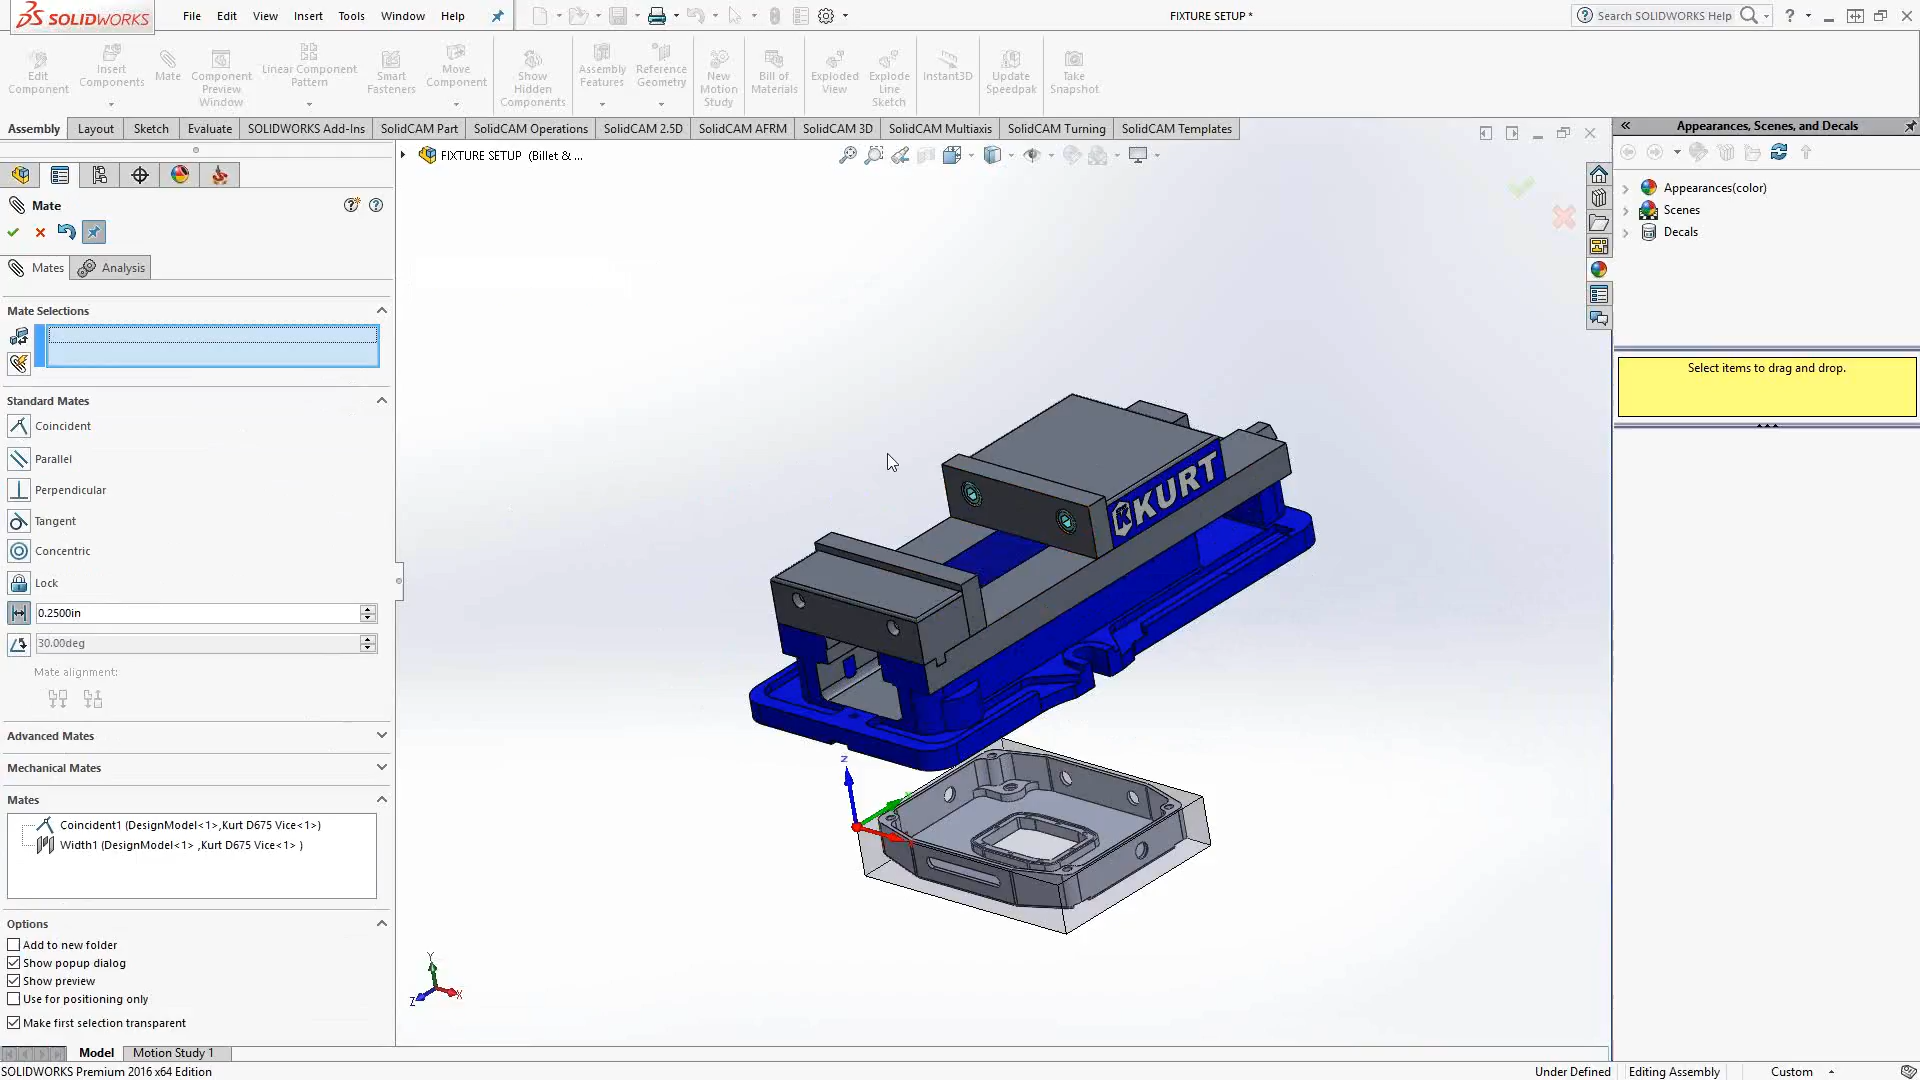 SOLIDWORKS File Edit View Insert Tools Window Help FIXTURE SETUP * Search SOLIDWORKS Help
Edit Component
Insert Components
Mate
Component Preview Window
Linear Component Pattern
Smart Fasteners
Move Component
Show Hidden Components
Assembly Features
Reference Geometry
New Motion Study
Bill of Materials
Exploded View
Explode Line Sketch
Instant3D
Update Speedpak
Take Snapshot
Assembly Layout Sketch Evaluate SOLIDWORKS Add-Ins SolidCAM Part SolidCAM Operations SolidCAM 2.5D SolidCAM AFRM SolidCAM 3D SolidCAM Multiaxis SolidCAM Turning SolidCAM Templates
Appearances, Scenes, and Decals
FIXTURE SETUP (Billet & ...
Appearances(color)
Scenes
Decals
Select items to drag and drop.
Mate
Mates Analysis
Mate Selections
Standard Mates
Coincident
Parallel
Perpendicular
Tangent
Concentric
Lock
0.2500in
30.00deg
Mate alignment:
Advanced Mates
Mechanical Mates
Mates
Coincident1 (DesignModel<1>,Kurt D675 Vice<1>)
Width1 (DesignModel<1> ,Kurt D675 Vice<1> )
Options
Add to new folder
Show popup dialog
Show preview
Use for positioning only
Make first selection transparent
KURT
Z
Y
Z
X
Model Motion Study 1
SOLIDWORKS Premium 2016 x64 Edition Under Defined Editing Assembly Custom